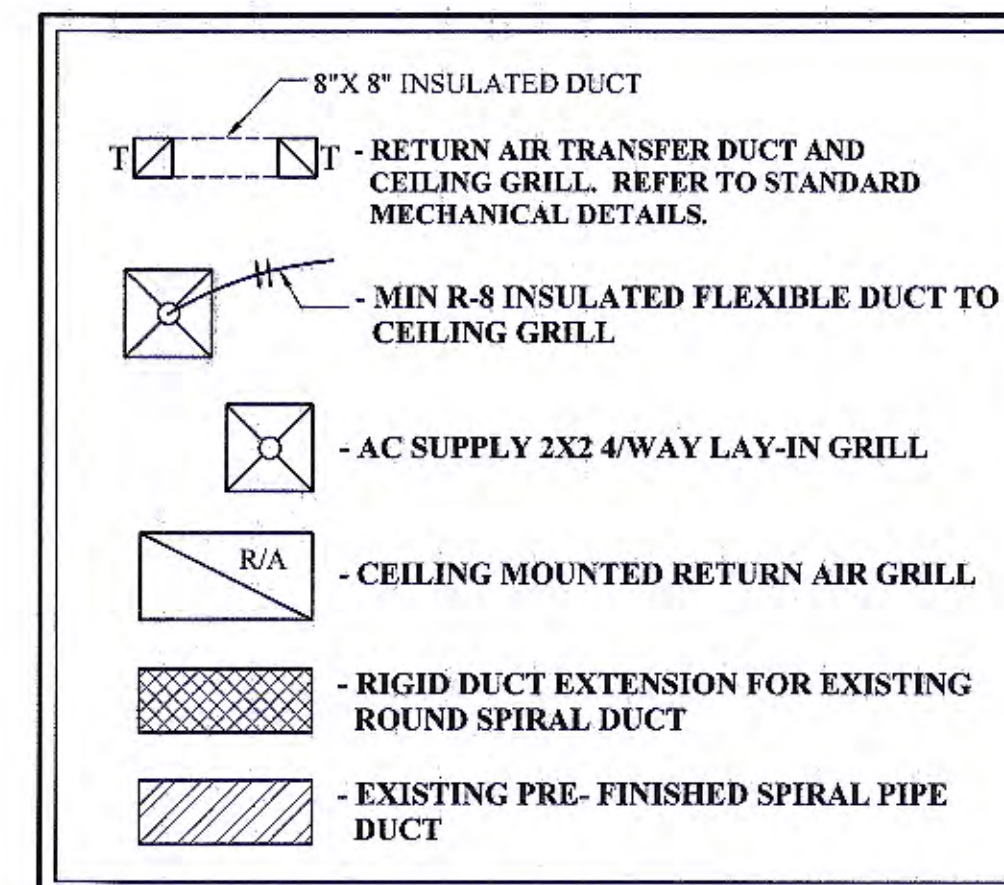 8"X 8" INSULATED DUCT
T T - RETURN AIR TRANSFER DUCT AND
CEILING GRILL. REFER TO STANDARD
MECHANICAL DETAILS.
- MIN R-8 INSULATED FLEXIBLE DUCT TO
CEILING GRILL
- AC SUPPLY 2X2 4/WAY LAY-IN GRILL
R/A - CEILING MOUNTED RETURN AIR GRILL
- RIGID DUCT EXTENSION FOR EXISTING
ROUND SPIRAL DUCT
- EXISTING PRE- FINISHED SPIRAL PIPE
DUCT